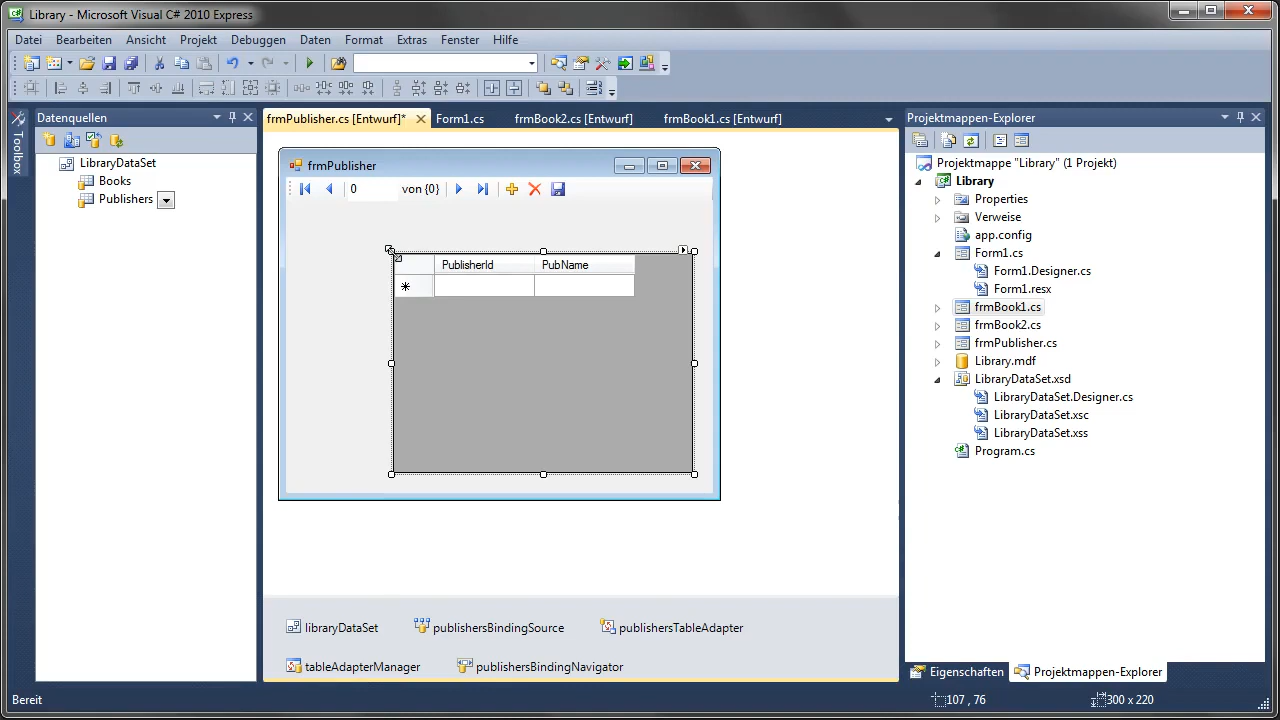 Library - Microsoft Visual C# 2010 Express
Datei Bearbeiten Ansicht Projekt Debuggen Daten Format Extras Fenster Hilfe
Datenquellen
frmPublisher.cs [Entwurf]* Form1.cs frmBook2.cs [Entwurf] frmBook1.cs [Entwurf]
Projektmappen-Explorer
Toolbox
LibraryDataSet
Books
Publishers
frmPublisher
0 von {0}
PublisherId PubName
Projektmappe "Library" (1 Projekt)
Library
Properties
Verweise
app.config
Form1.cs
Form1.Designer.cs
Form1.resx
frmBook1.cs
frmBook2.cs
frmPublisher.cs
Library.mdf
LibraryDataSet.xsd
LibraryDataSet.Designer.cs
LibraryDataSet.xsc
LibraryDataSet.xss
Program.cs
libraryDataSet publishersBindingSource publishersTableAdapter
tableAdapterManager publishersBindingNavigator
Eigenschaften Projektmappen-Explorer
Bereit 107 , 76 300 x 220